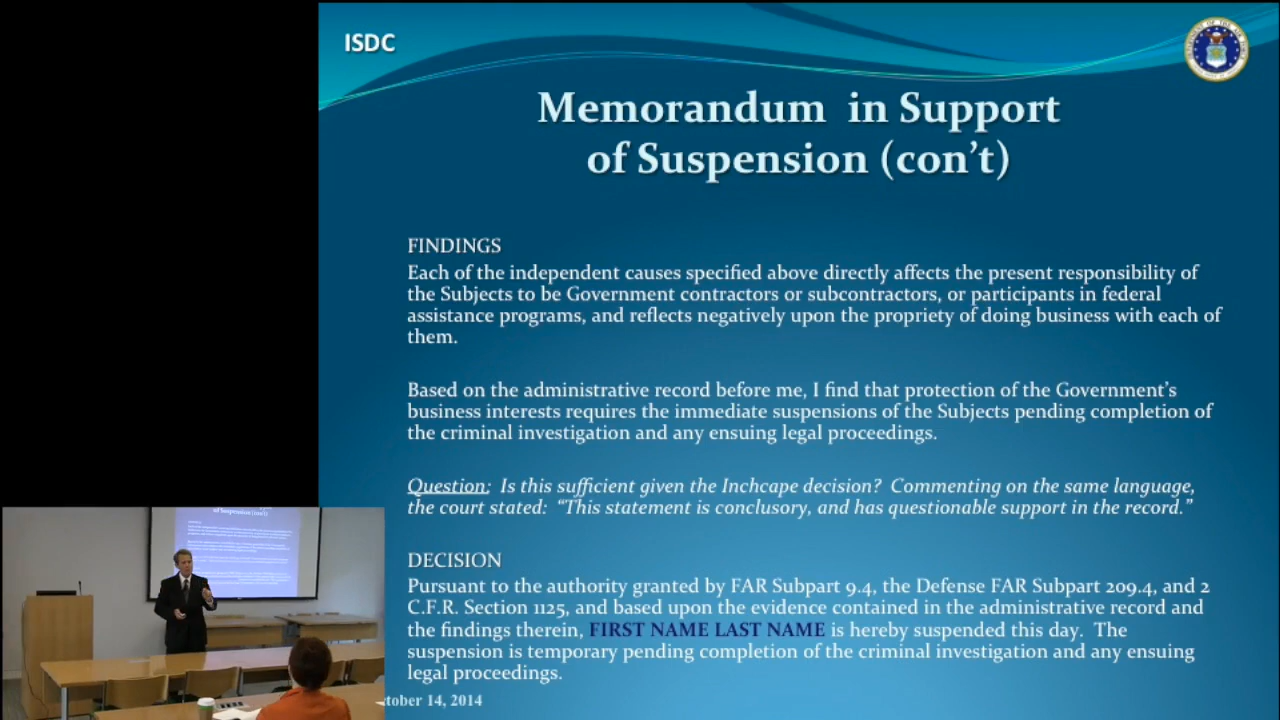 ISDC
Memorandum in Support
of Suspension (con’t)
FINDINGS
Each of the independent causes specified above directly affects the present responsibility of
the Subjects to be Government contractors or subcontractors, or participants in federal
assistance programs, and reflects negatively upon the propriety of doing business with each of
them.
Based on the administrative record before me, I find that protection of the Government’s
business interests requires the immediate suspensions of the Subjects pending completion of
the criminal investigation and any ensuing legal proceedings.
Question: Is this sufficient given the Inchcape decision? Commenting on the same language,
the court stated: “This statement is conclusory, and has questionable support in the record.”
DECISION
Pursuant to the authority granted by FAR Subpart 9.4, the Defense FAR Subpart 209.4, and 2
C.F.R. Section 1125, and based upon the evidence contained in the administrative record and
the findings therein, FIRST NAME LAST NAME is hereby suspended this day. The
suspension is temporary pending completion of the criminal investigation and any ensuing
legal proceedings.
tober 14, 2014
of Suspension (con't)